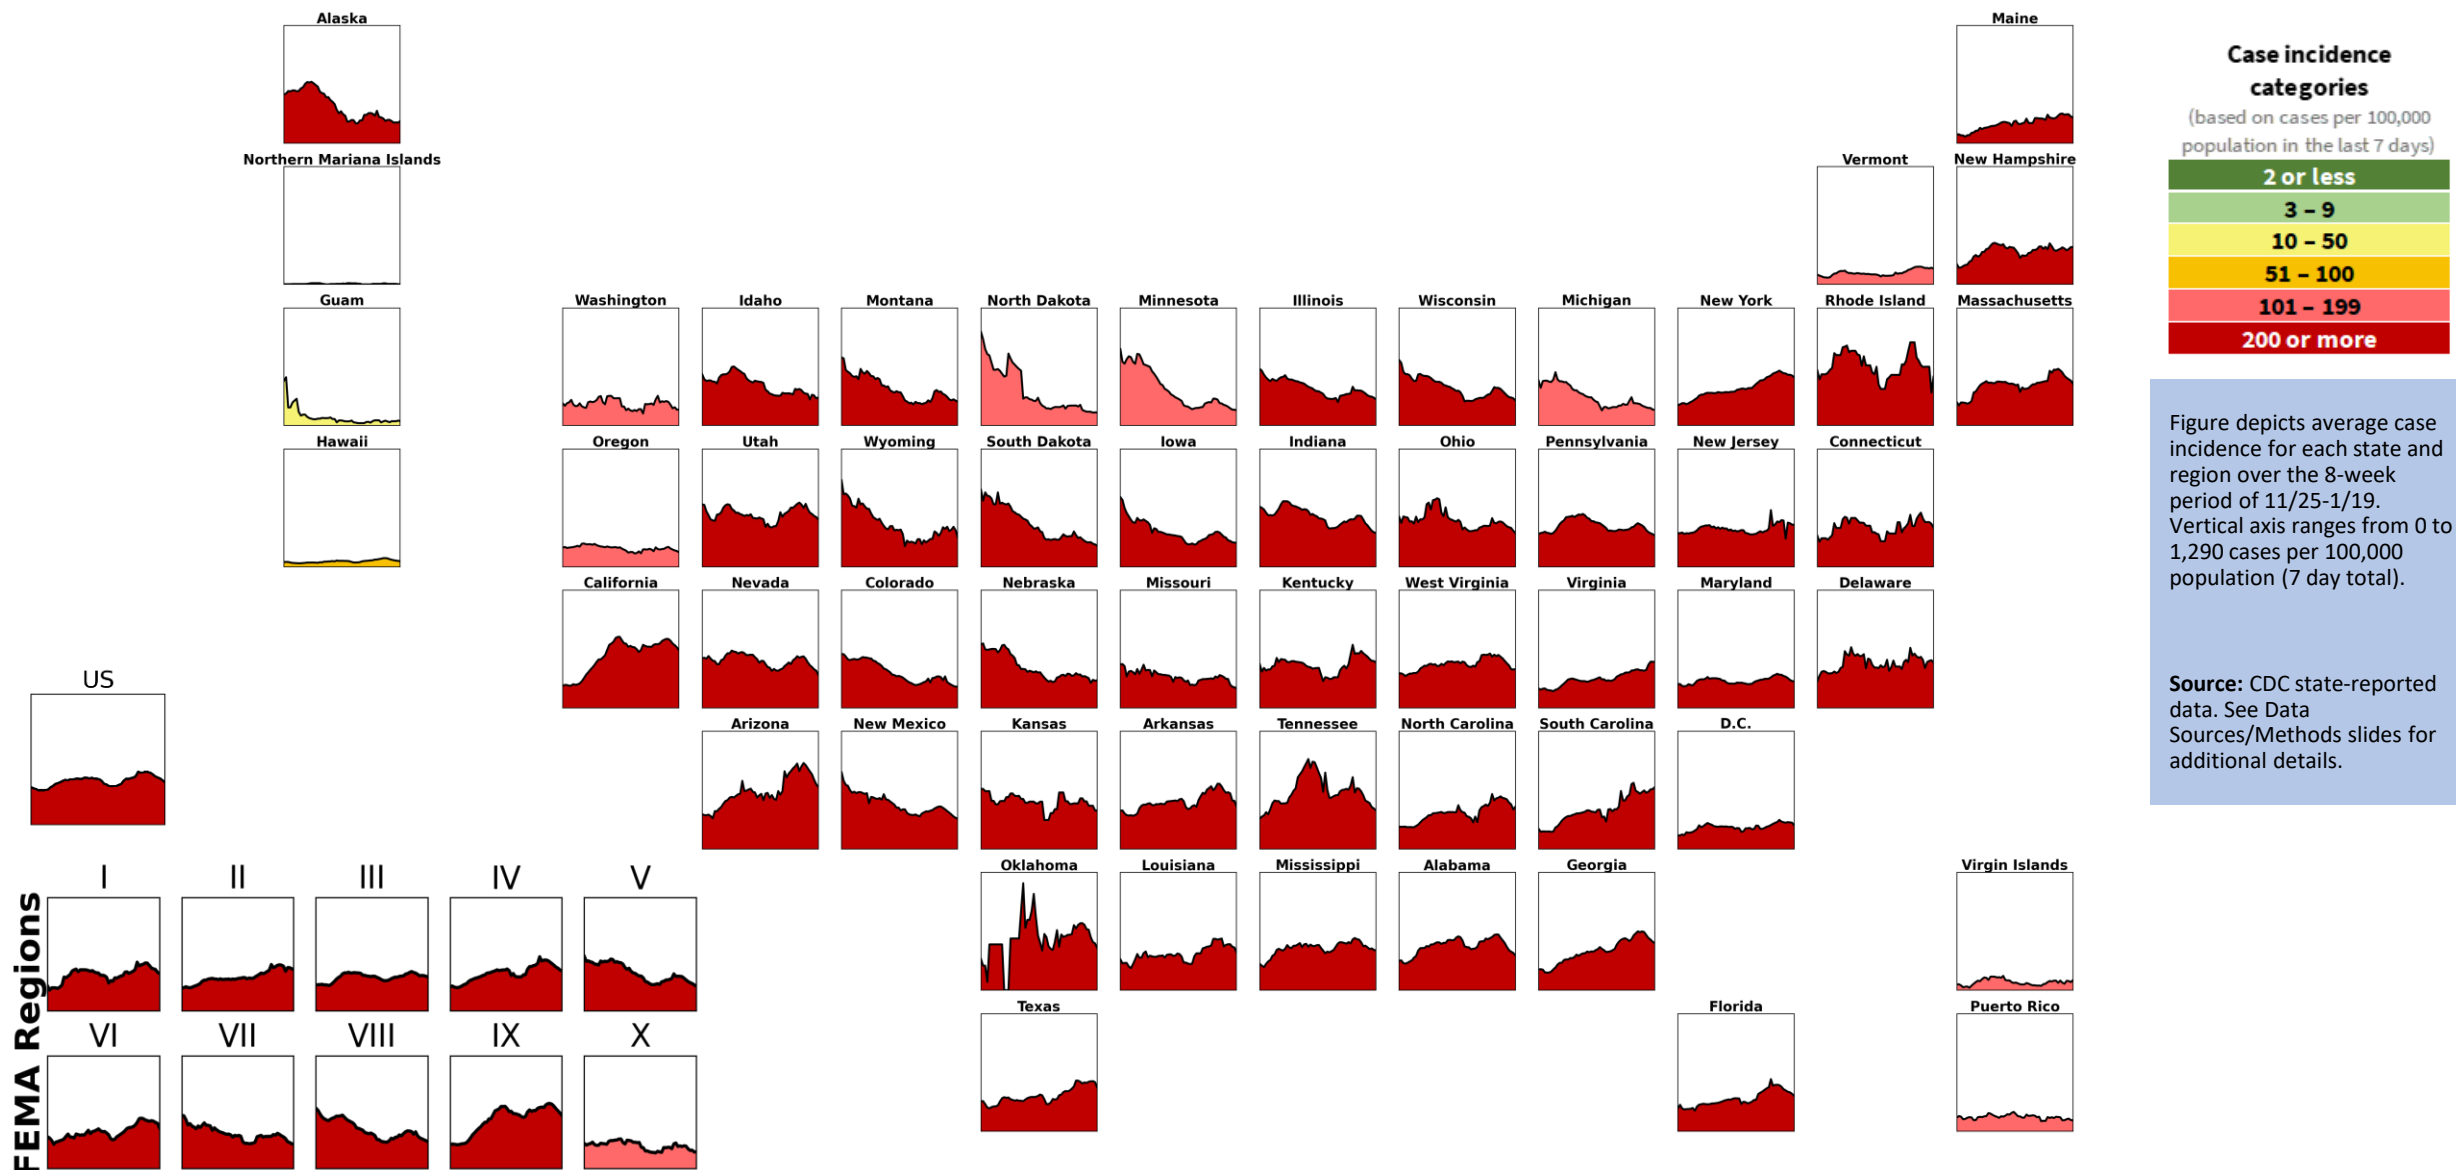 Alaska
Maine
Northern Mariana Islands
Vermont
New Hampshire
Guam
Washington
Idaho
Montana
North Dakota
Minnesota
Illinois
Wisconsin
Michigan
New York
Rhode Island
Massachusetts
Hawaii
Oregon
Utah
Wyoming
South Dakota
Iowa
Indiana
Ohio
Pennsylvania
New Jersey
Connecticut
California
Nevada
Colorado
Nebraska
Missouri
Kentucky
West Virginia
Virginia
Maryland
Delaware
US
Arizona
New Mexico
Kansas
Arkansas
Tennessee
North Carolina
South Carolina
D.C.
Oklahoma
Louisiana
Mississippi
Alabama
Georgia
Virgin Islands
Texas
Florida
Puerto Rico
FEMA Regions
I
II
III
IV
V
VI
VII
VIII
IX
X
Case incidence
categories
(based on cases per 100,000
population in the last 7 days)
2 or less
3 – 9
10 – 50
51 – 100
101 – 199
200 or more
Figure depicts average case
incidence for each state and
region over the 8-week
period of 11/25-1/19.
Vertical axis ranges from 0 to
1,290 cases per 100,000
population (7 day total).
Source: CDC state-reported
data. See Data
Sources/Methods slides for
additional details.